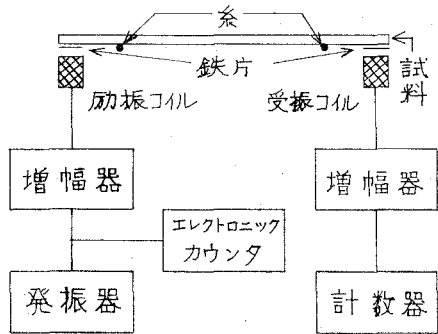 糸
鉄片
励振コイル
受振コイル
試料
増幅器
増幅器
エレクトロニック
カウンタ
発振器
計数器